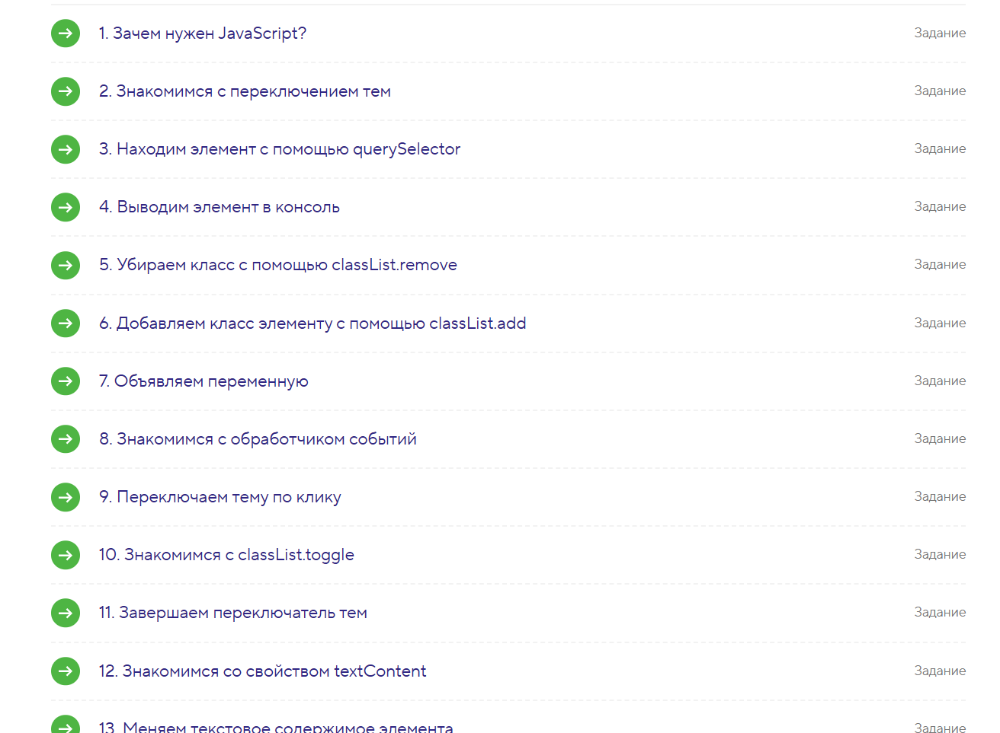 1. Зачем нужен JavaScript? Задание
2. Знакомимся с переключением тем Задание
3. Находим элемент с помощью querySelector Задание
4. Выводим элемент в консоль Задание
5. Убираем класс с помощью classList.remove Задание
6. Добавляем класс элементу с помощью classList.add Задание
7. Объявляем переменную Задание
8. Знакомимся с обработчиком событий Задание
9. Переключаем тему по клику Задание
10. Знакомимся с classList.toggle Задание
11. Завершаем переключатель тем Задание
12. Знакомимся со свойством textContent Задание
13. Меняем текстовое содержимое элемента Задание